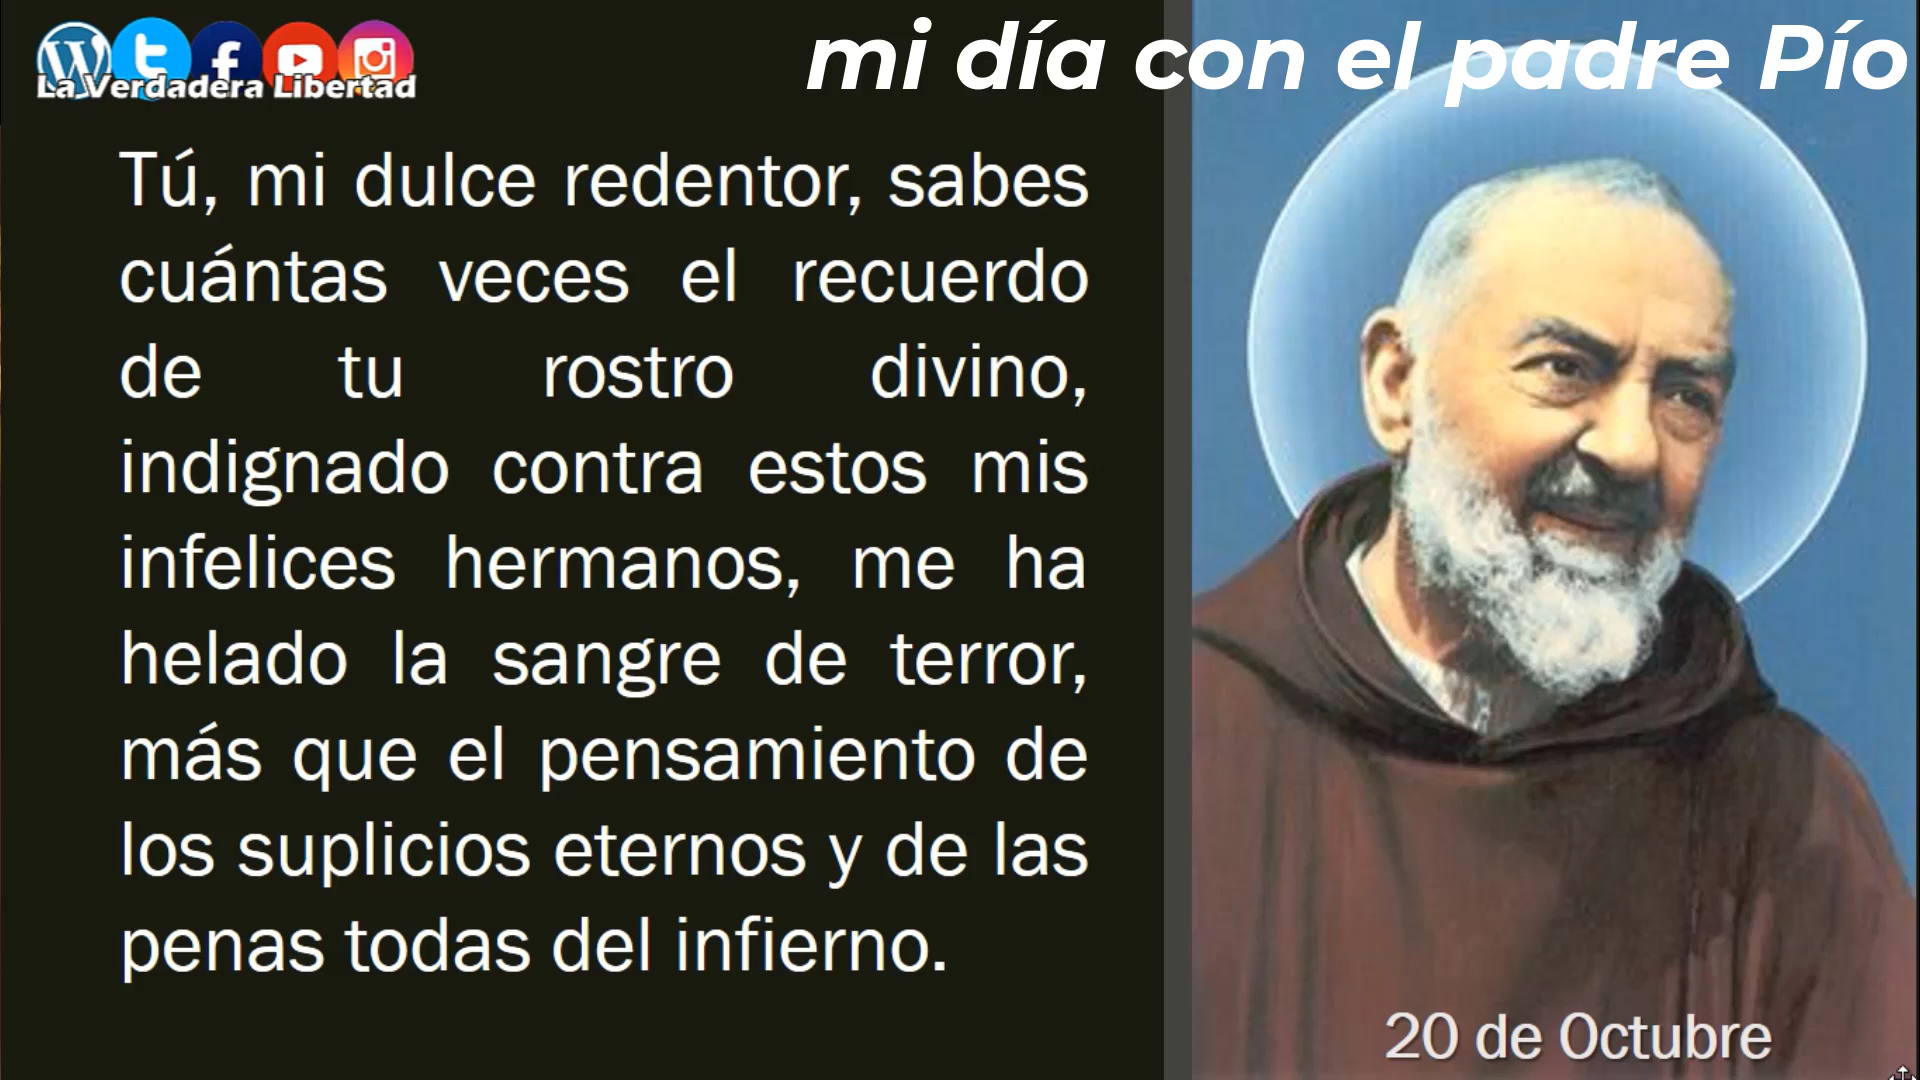 mi día con el padre Pío
La Verdadera Libertad
Tú, mi dulce redentor, sabes
cuántas veces el recuerdo
de tu rostro divino,
indignado contra estos mis
infelices hermanos, me ha
helado la sangre de terror,
más que el pensamiento de
los suplicios eternos y de las
penas todas del infierno.
20 de Octubre